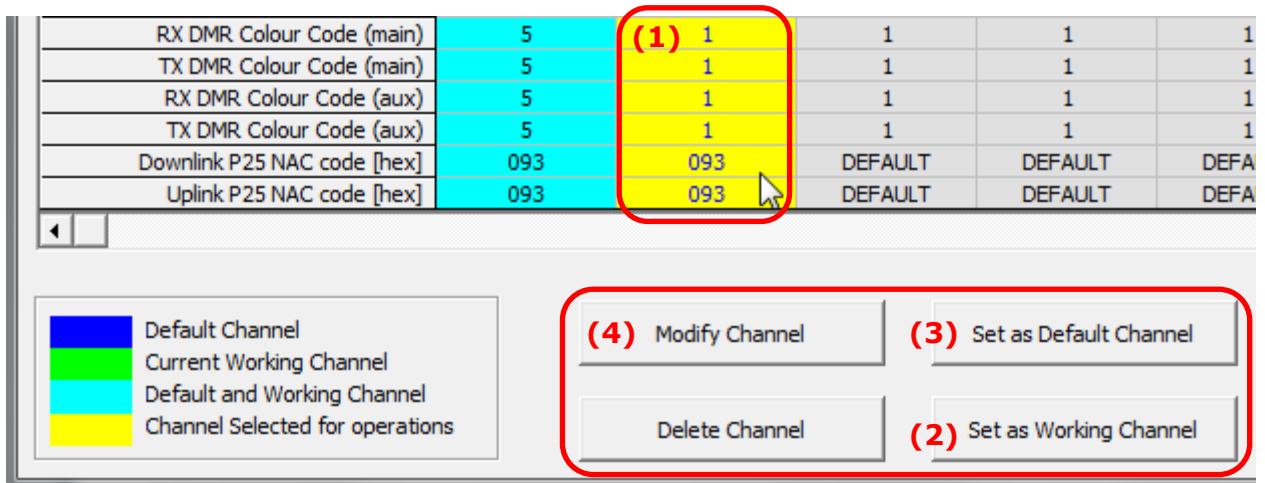 RX DMR Colour Code (main) 5 (1) 1 1 1 1
TX DMR Colour Code (main) 5 1 1 1 1
RX DMR Colour Code (aux) 5 1 1 1 1
TX DMR Colour Code (aux) 5 1 1 1 1
Downlink P25 NAC code [hex] 093 093 DEFAULT DEFAULT DEFA
Uplink P25 NAC code [hex] 093 093 DEFAULT DEFAULT DEFA
Default Channel
Current Working Channel
Default and Working Channel
Channel Selected for operations
(4) Modify Channel
(3) Set as Default Channel
Delete Channel
(2) Set as Working Channel